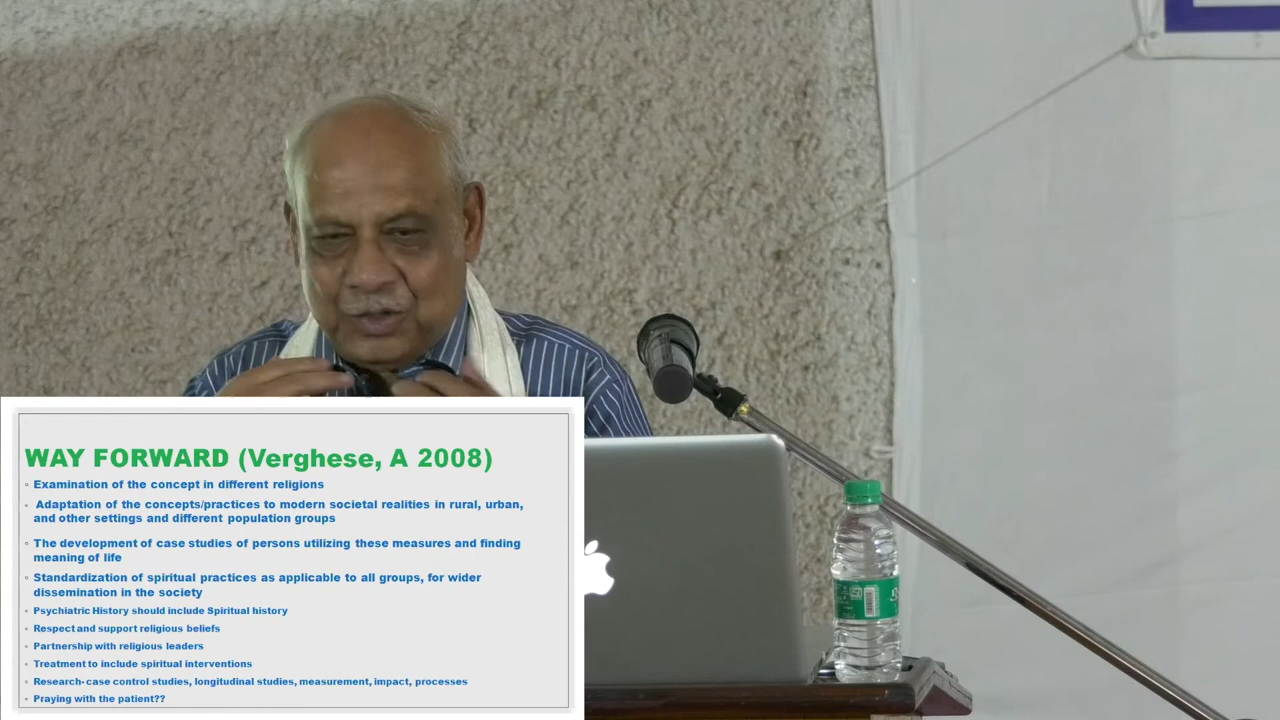 WAY FORWARD (Verghese, A 2008)
Examination of the concept in different religions
Adaptation of the concepts/practices to modern societal realities in rural, urban,
and other settings and different population groups
The development of case studies of persons utilizing these measures and finding
meaning of life
Standardization of spiritual practices as applicable to all groups, for wider
dissemination in the society
Psychiatric History should include Spiritual history
Respect and support religious beliefs
Partnership with religious leaders
Treatment to include spiritual interventions
Research- case control studies, longitudinal studies, measurement, impact, processes
Praying with the patient??